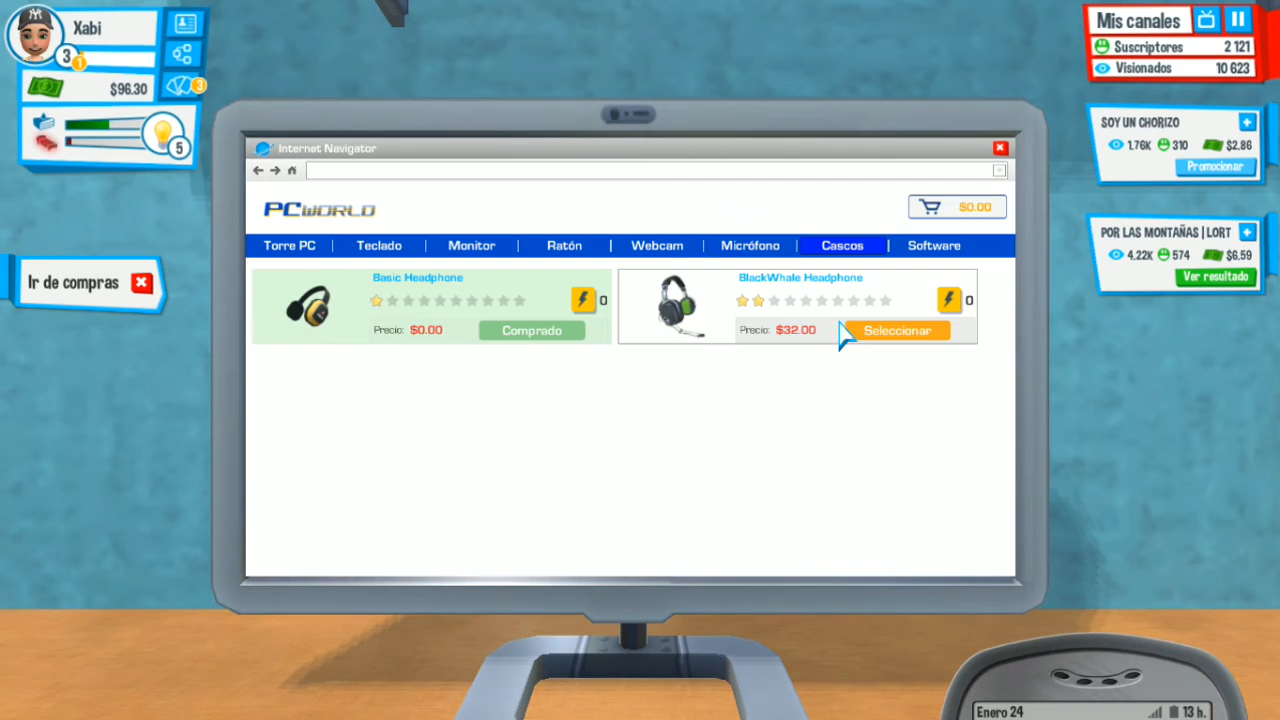 Xabi
3
1
$96.30
3
5
Ir de compras
Internet Navigator
PCWORLD
$0.00
Torre PC
Teclado
Monitor
Ratón
Webcam
Micrófono
Cascos
Software
Basic Headphone
0
Precio: $0.00
Comprado
BlackWhale Headphone
0
Precio: $32.00
Seleccionar
Mis canales
Suscriptores 2 121
Visionados 10 623
SOY UN CHORIZO
1.76K 310 $2.86
Promocionar
POR LAS MONTAÑAS | LORT
4.22K 574 $6.59
Ver resultado
Enero 24 13 h.